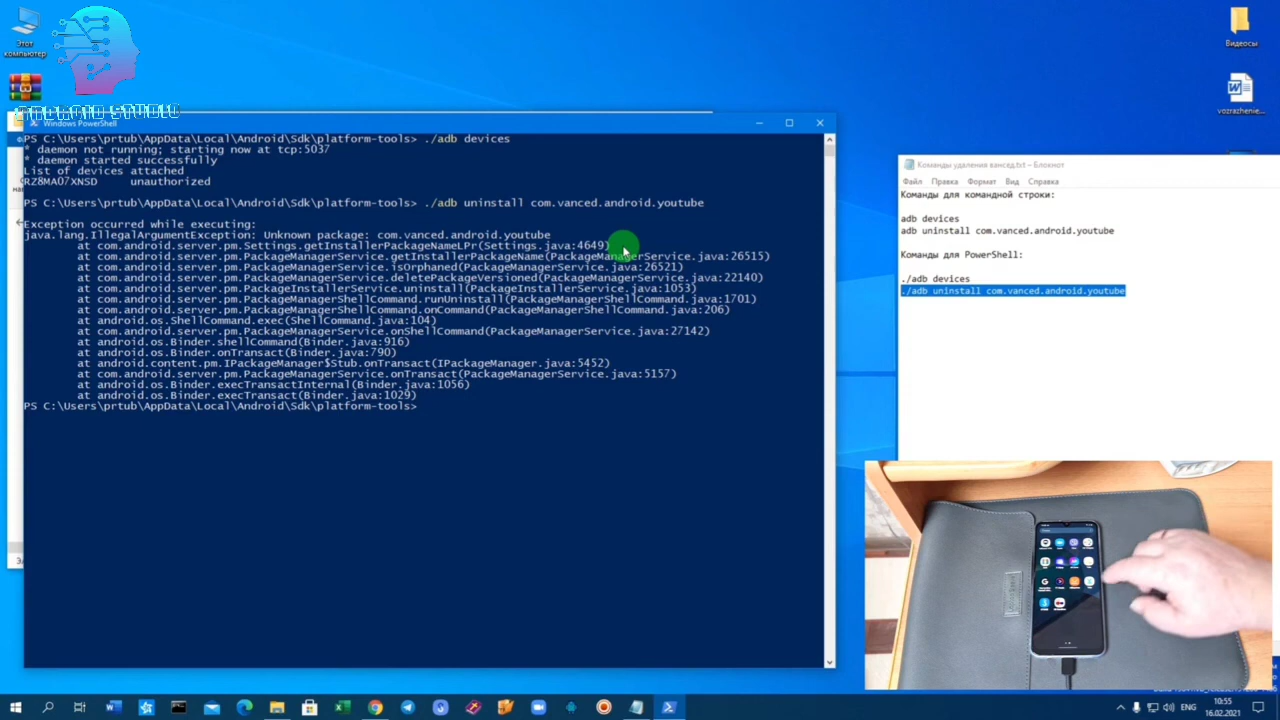 Этот
компьютер
ANDROID STUDIO
Видеосы
vozrazhenie...
Windows PowerShell
PS C:\Users\prtub\AppData\Local\Android\Sdk\platform-tools> ./adb devices
* daemon not running; starting now at tcp:5037
* daemon started successfully
List of devices attached
RZ8MA07XNSD unauthorized
PS C:\Users\prtub\AppData\Local\Android\Sdk\platform-tools> ./adb uninstall com.vanced.android.youtube
Exception occurred while executing:
java.lang.IllegalArgumentException: Unknown package: com.vanced.android.youtube
at com.android.server.pm.Settings.getInstallerPackageNameLPr(Settings.java:4649)
at com.android.server.pm.PackageManagerService.getInstallerPackageName(PackageManagerService.java:26515)
at com.android.server.pm.PackageManagerService.isOrphaned(PackageManagerService.java:26521)
at com.android.server.pm.PackageManagerService.deletePackageVersioned(PackageManagerService.java:22140)
at com.android.server.pm.PackageInstallerService.uninstall(PackageInstallerService.java:1053)
at com.android.server.pm.PackageManagerShellCommand.runUninstall(PackageManagerShellCommand.java:1701)
at com.android.server.pm.PackageManagerShellCommand.onCommand(PackageManagerShellCommand.java:206)
at android.os.ShellCommand.exec(ShellCommand.java:104)
at com.android.server.pm.PackageManagerService.onShellCommand(PackageManagerService.java:27142)
at android.os.Binder.shellCommand(Binder.java:916)
at android.os.Binder.onTransact(Binder.java:790)
at android.content.pm.IPackageManager$Stub.onTransact(IPackageManager.java:5452)
at com.android.server.pm.PackageManagerService.onTransact(PackageManagerService.java:5157)
at android.os.Binder.execTransactInternal(Binder.java:1056)
at android.os.Binder.execTransact(Binder.java:1029)
PS C:\Users\prtub\AppData\Local\Android\Sdk\platform-tools>
Команды удаления вансед.txt – Блокнот
Файл Правка Формат Вид Справка
Команды для командной строки:
adb devices
adb uninstall com.vanced.android.youtube
Команды для PowerShell:
./adb devices
./adb uninstall com.vanced.android.youtube
ENG
10:55
16.02.2021